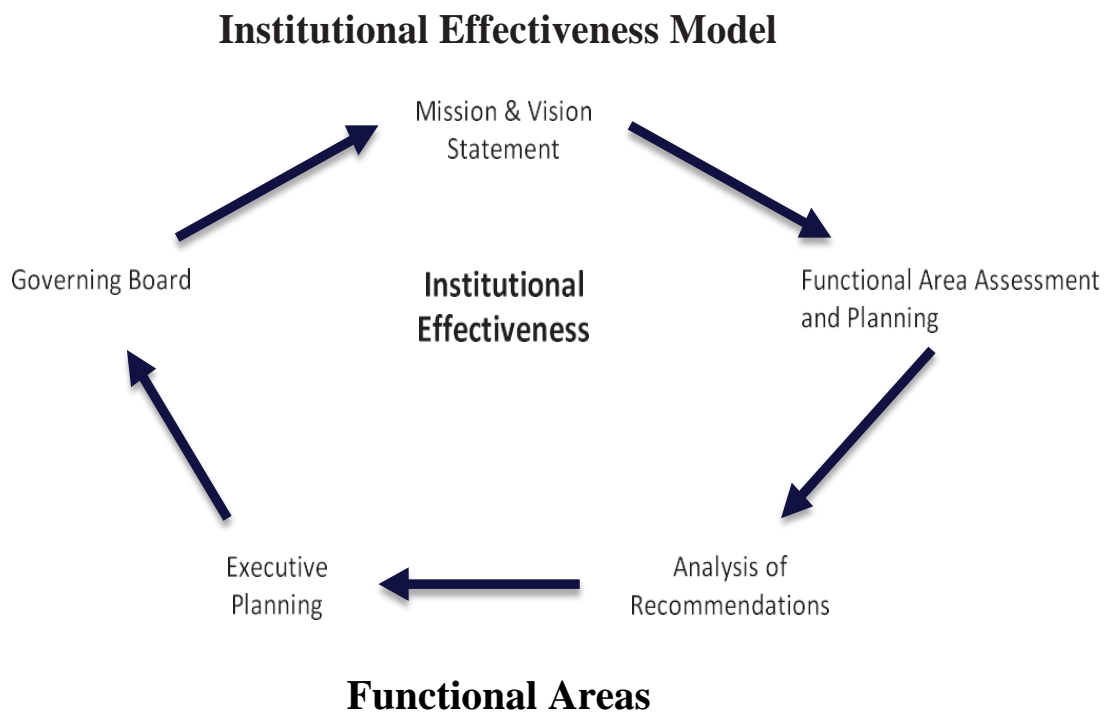 Institutional Effectiveness Model
Mission & Vision
Statement
Governing Board
Institutional
Effectiveness
Functional Area Assessment
and Planning
Executive
Planning
Analysis of
Recommendations
Functional Areas